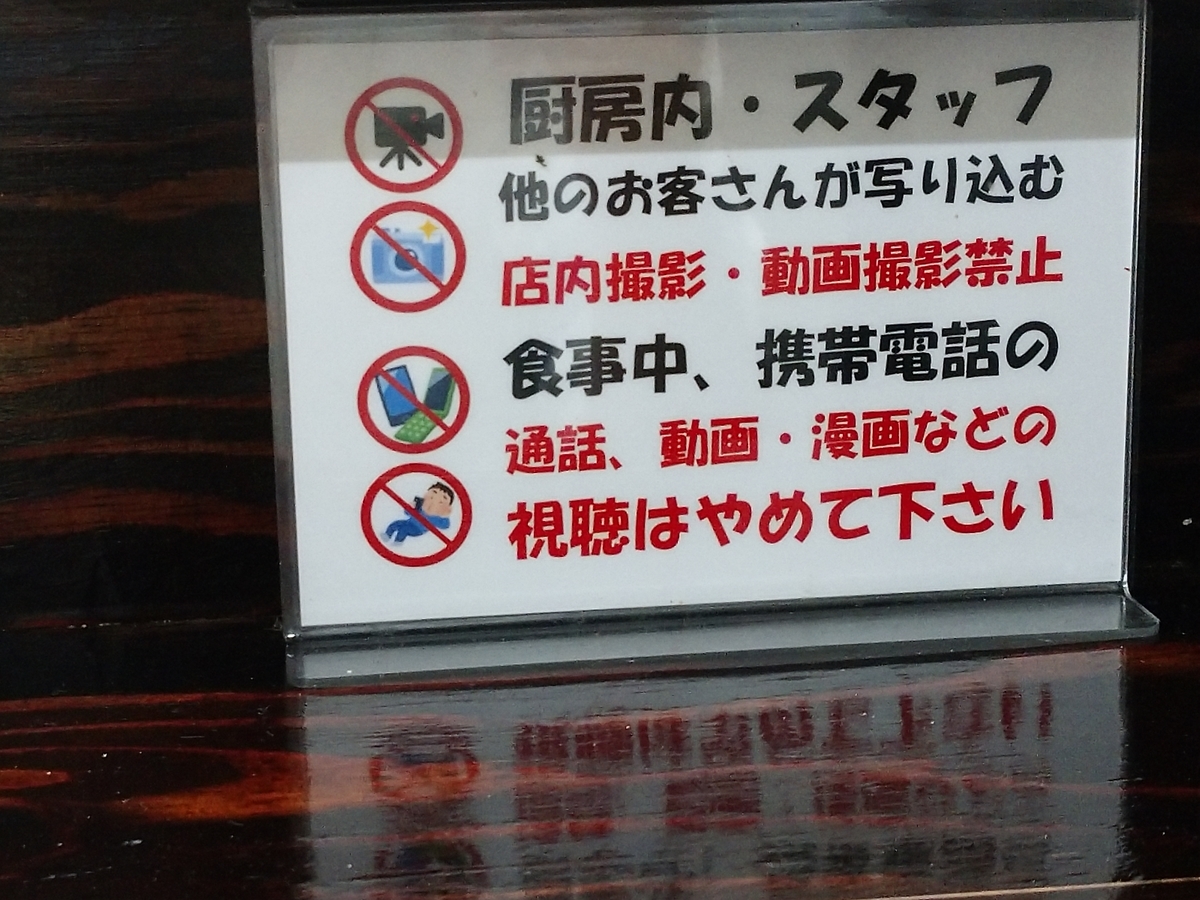 厨房内・スタッフ
他のお客さんが写り込む
店内撮影・動画撮影禁止
食事中、携帯電話の
通話、動画・漫画などの
視聴はやめて下さい